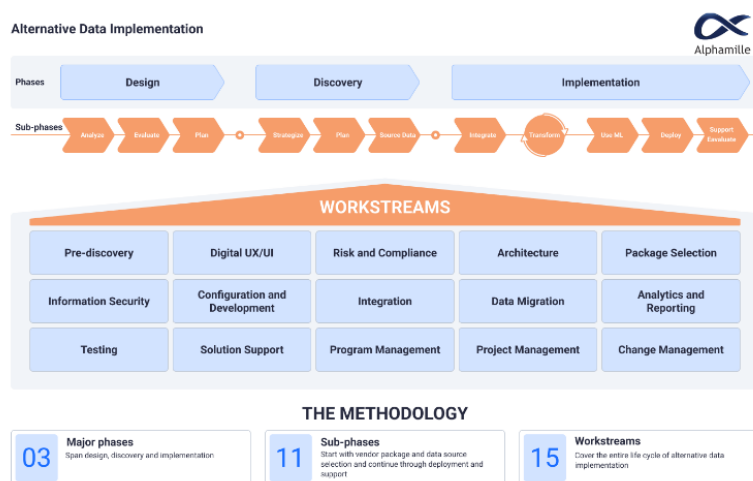 Alternative Data Implementation
Alphamille
Phases
Design
Discovery
Implementation
Sub-phases
Analyze
Evaluate
Plan
Strategize
Plan
Source Data
Integrate
Transform
Use ML
Deploy
Support
Eavaluate
WORKSTREAMS
Pre-discovery
Digital UX/UI
Risk and Compliance
Architecture
Package Selection
Information Security
Configuration and
Development
Integration
Data Migration
Analytics and
Reporting
Testing
Solution Support
Program Management
Project Management
Change Management
THE METHODOLOGY
03
Major phases
Span design, discovery and implementation
11
Sub-phases
Start with vendor package and data source
selection and continue through deployment and
support
15
Workstreams
Cover the entire life cycle of alternative data
implementation